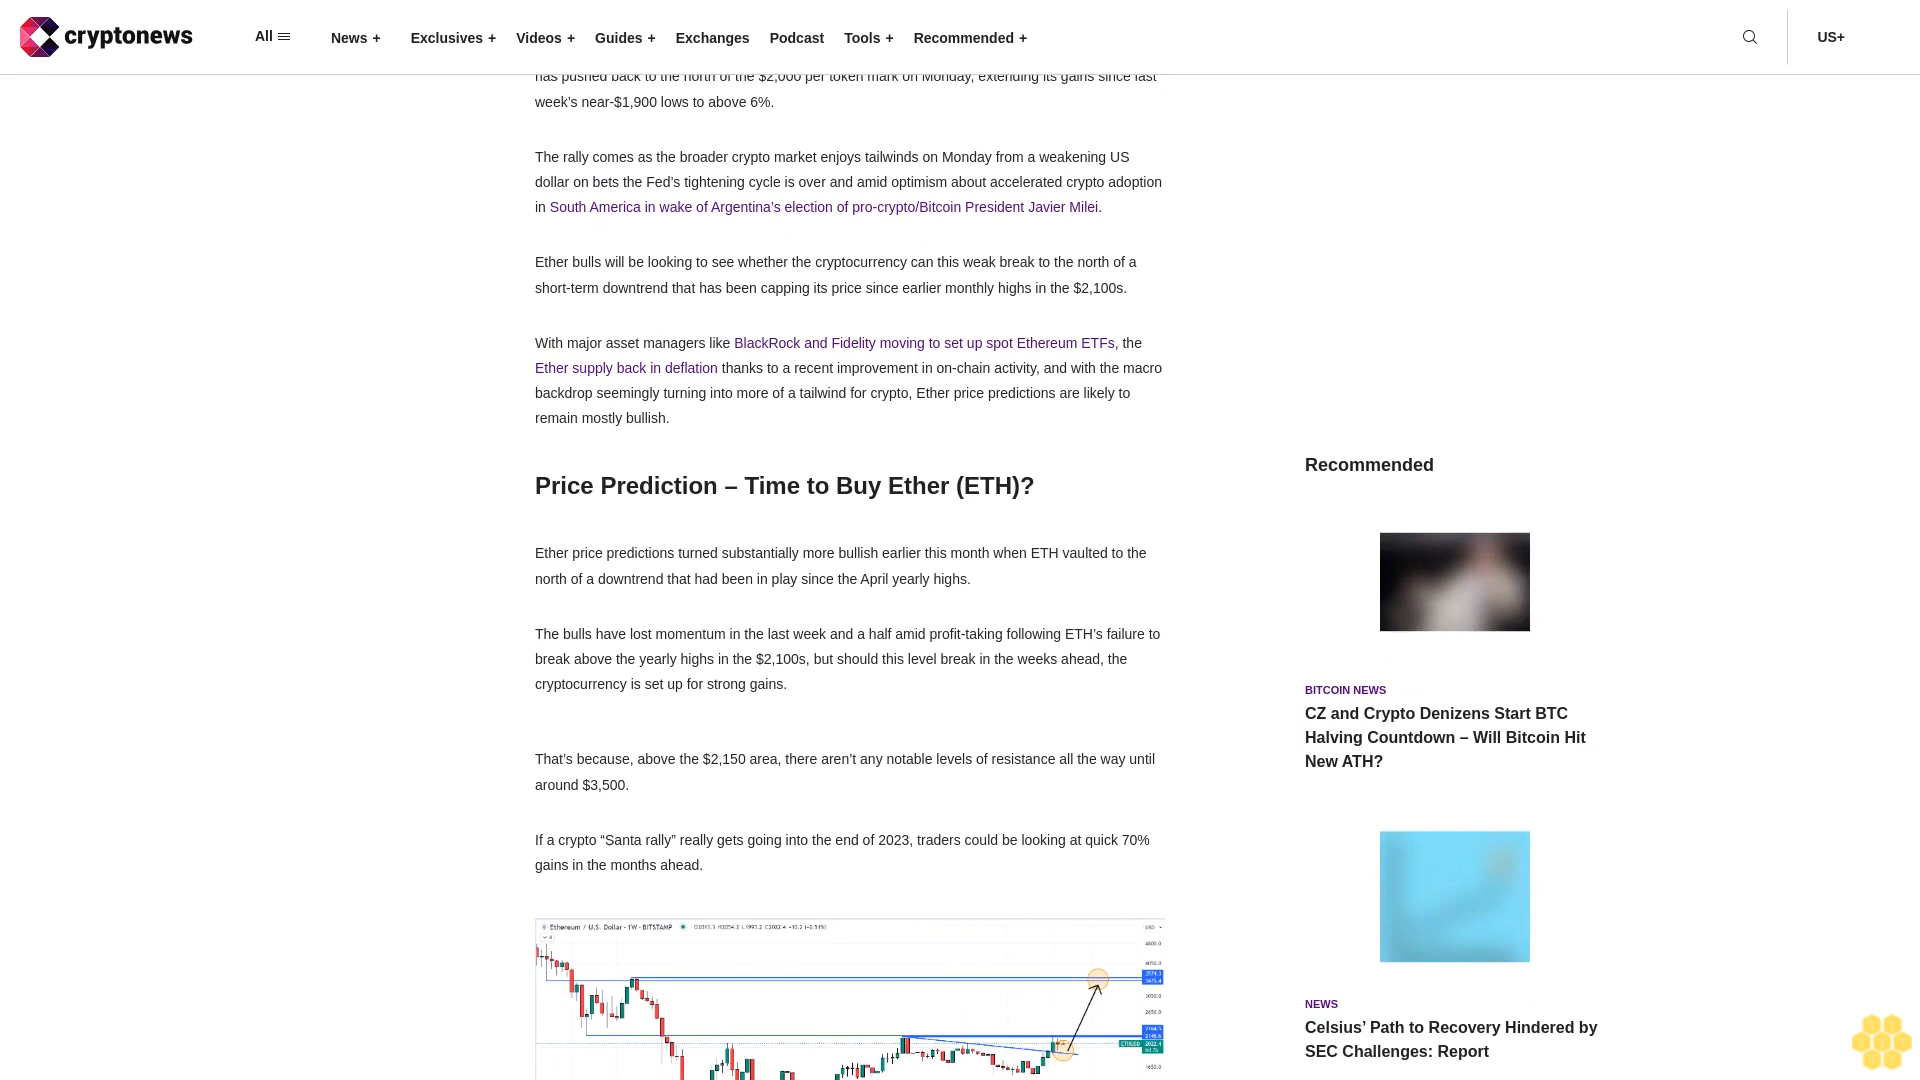 cryptonews
All
News +
Exclusives +
Videos +
Guides +
Exchanges
Podcast
Tools +
Recommended +
US+
has pushed back to the north of the $2,000 per token mark on Monday, extending its gains since last
week’s near-$1,900 lows to above 6%.
The rally comes as the broader crypto market enjoys tailwinds on Monday from a weakening US
dollar on bets the Fed’s tightening cycle is over and amid optimism about accelerated crypto adoption
in South America in wake of Argentina’s election of pro-crypto/Bitcoin President Javier Milei.
Ether bulls will be looking to see whether the cryptocurrency can this weak break to the north of a
short-term downtrend that has been capping its price since earlier monthly highs in the $2,100s.
With major asset managers like BlackRock and Fidelity moving to set up spot Ethereum ETFs, the
Ether supply back in deflation thanks to a recent improvement in on-chain activity, and with the macro
backdrop seemingly turning into more of a tailwind for crypto, Ether price predictions are likely to
remain mostly bullish.
Price Prediction – Time to Buy Ether (ETH)?
Ether price predictions turned substantially more bullish earlier this month when ETH vaulted to the
north of a downtrend that had been in play since the April yearly highs.
The bulls have lost momentum in the last week and a half amid profit-taking following ETH’s failure to
break above the yearly highs in the $2,100s, but should this level break in the weeks ahead, the
cryptocurrency is set up for strong gains.
That’s because, above the $2,150 area, there aren’t any notable levels of resistance all the way until
around $3,500.
If a crypto “Santa rally” really gets going into the end of 2023, traders could be looking at quick 70%
gains in the months ahead.
Ethereum / U.S. Dollar · 1W · BITSTAMP
USD
4050.0
3050.0
2650.0
ETHUSD 2022.4
1650.0
Recommended
BITCOIN NEWS
CZ and Crypto Denizens Start BTC
Halving Countdown – Will Bitcoin Hit
New ATH?
NEWS
Celsius’ Path to Recovery Hindered by
SEC Challenges: Report